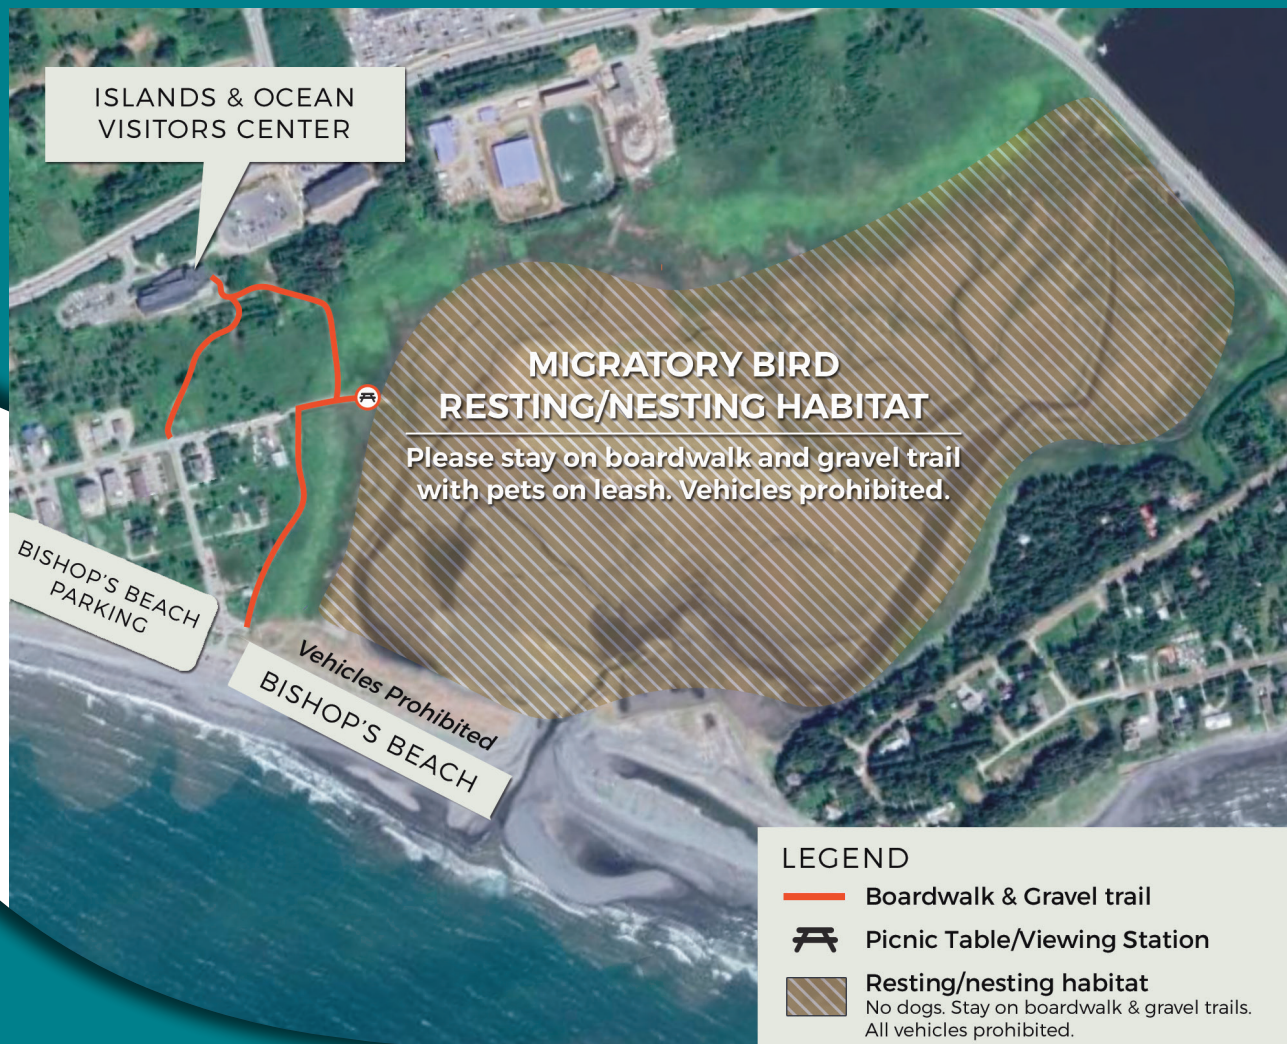 ISLANDS & OCEAN
VISITORS CENTER
MIGRATORY BIRD
RESTING/NESTING HABITAT
Please stay on boardwalk and gravel trail
with pets on leash. Vehicles prohibited.
BISHOP'S BEACH
PARKING
Vehicles Prohibited
BISHOP'S BEACH
LEGEND
Boardwalk & Gravel trail
Picnic Table/Viewing Station
Resting/nesting habitat
No dogs. Stay on boardwalk & gravel trails.
All vehicles prohibited.